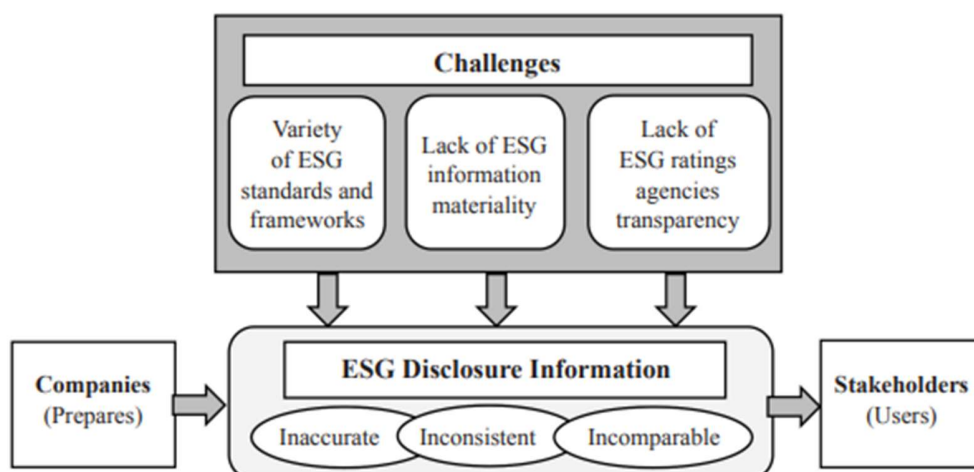 Challenges
Variety
of ESG
standards and
frameworks
Lack of ESG
information
materiality
Lack of
ESG ratings
agencies
transparency
Companies
(Prepares)
ESG Disclosure Information
Inaccurate
Inconsistent
Incomparable
Stakeholders
(Users)